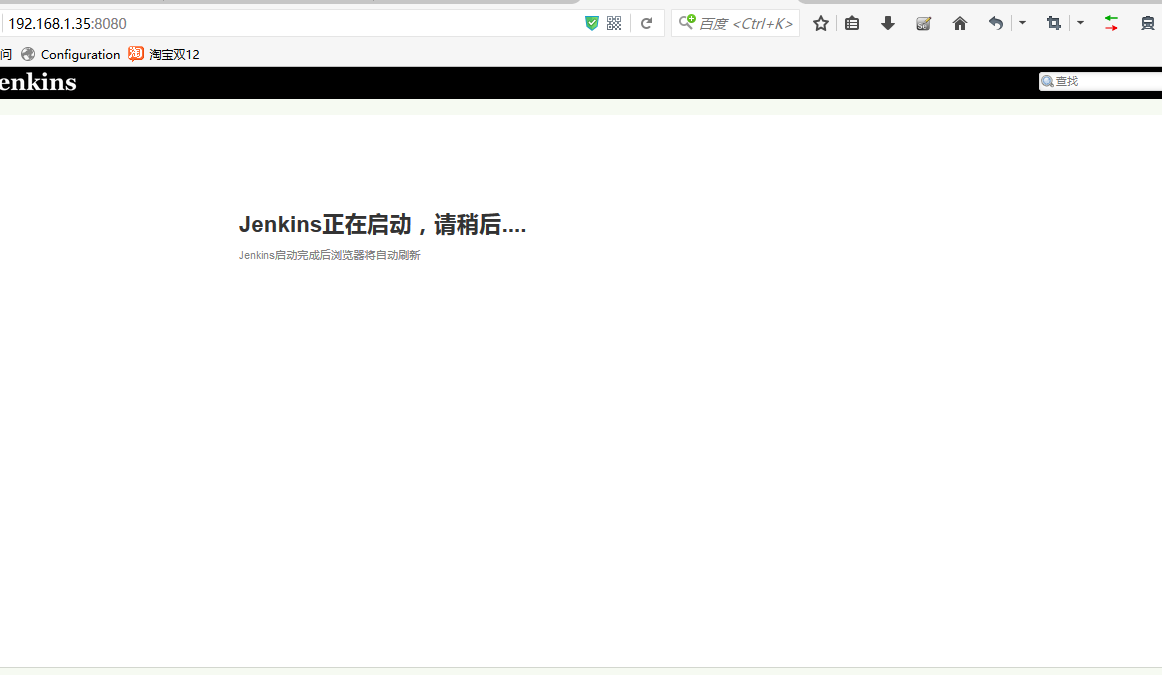 192.168.1.35:8080
百度 <Ctrl+K>
问 Configuration 淘 淘宝双12
enkins
查找
Jenkins正在启动，请稍后....
Jenkins启动完成后浏览器将自动刷新